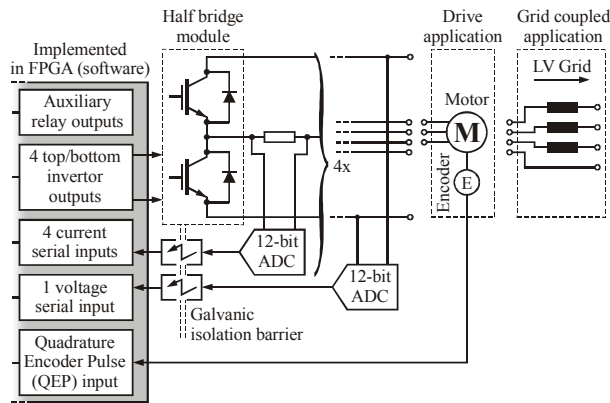 Implemented
in FPGA (software)
Auxiliary
relay outputs
4 top/bottom
invertor
outputs
4 current
serial inputs
1 voltage
serial input
Quadrature
Encoder Pulse
(QEP) input
Half bridge
module
4x
12-bit
ADC
12-bit
ADC
Galvanic
isolation barrier
Drive
application
Motor
M
Encoder
E
Grid coupled
application
LV Grid